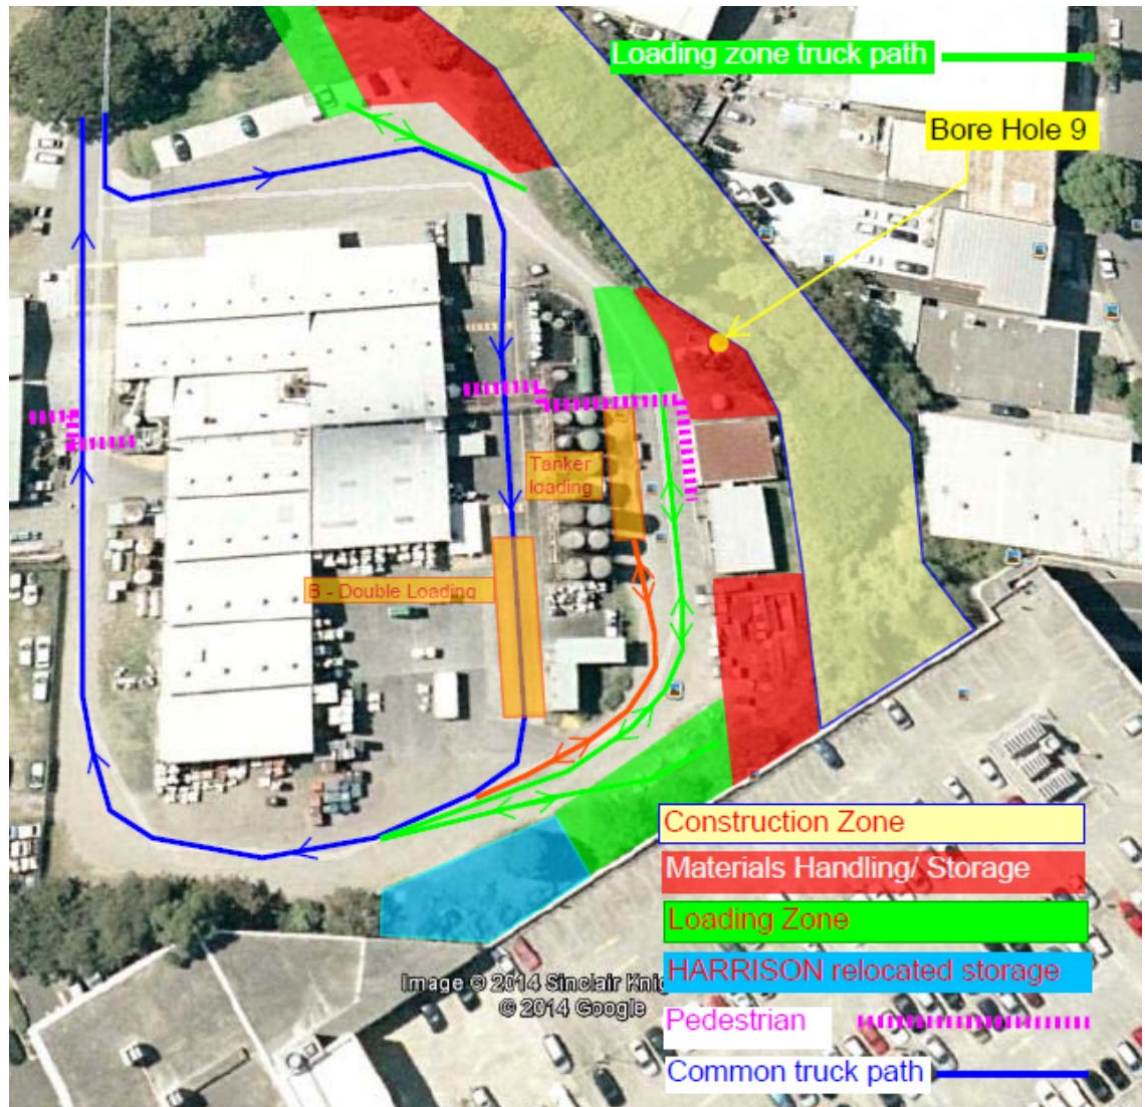 Loading zone truck path
Bore Hole 9
Tanker
loading
B - Double Loading
Construction Zone
Materials Handling/ Storage
Loading Zone
HARRISON relocated storage
Image © 2014 Sinclair
© 2014 Google
Pedestrian
Common truck path